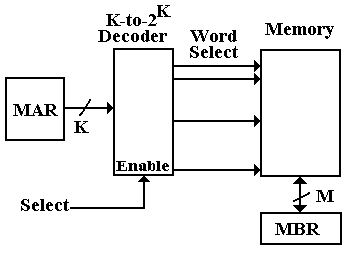 K-to-2^K
Decoder
Word
Select
Memory
MAR
K
Enable
Select
M
MBR